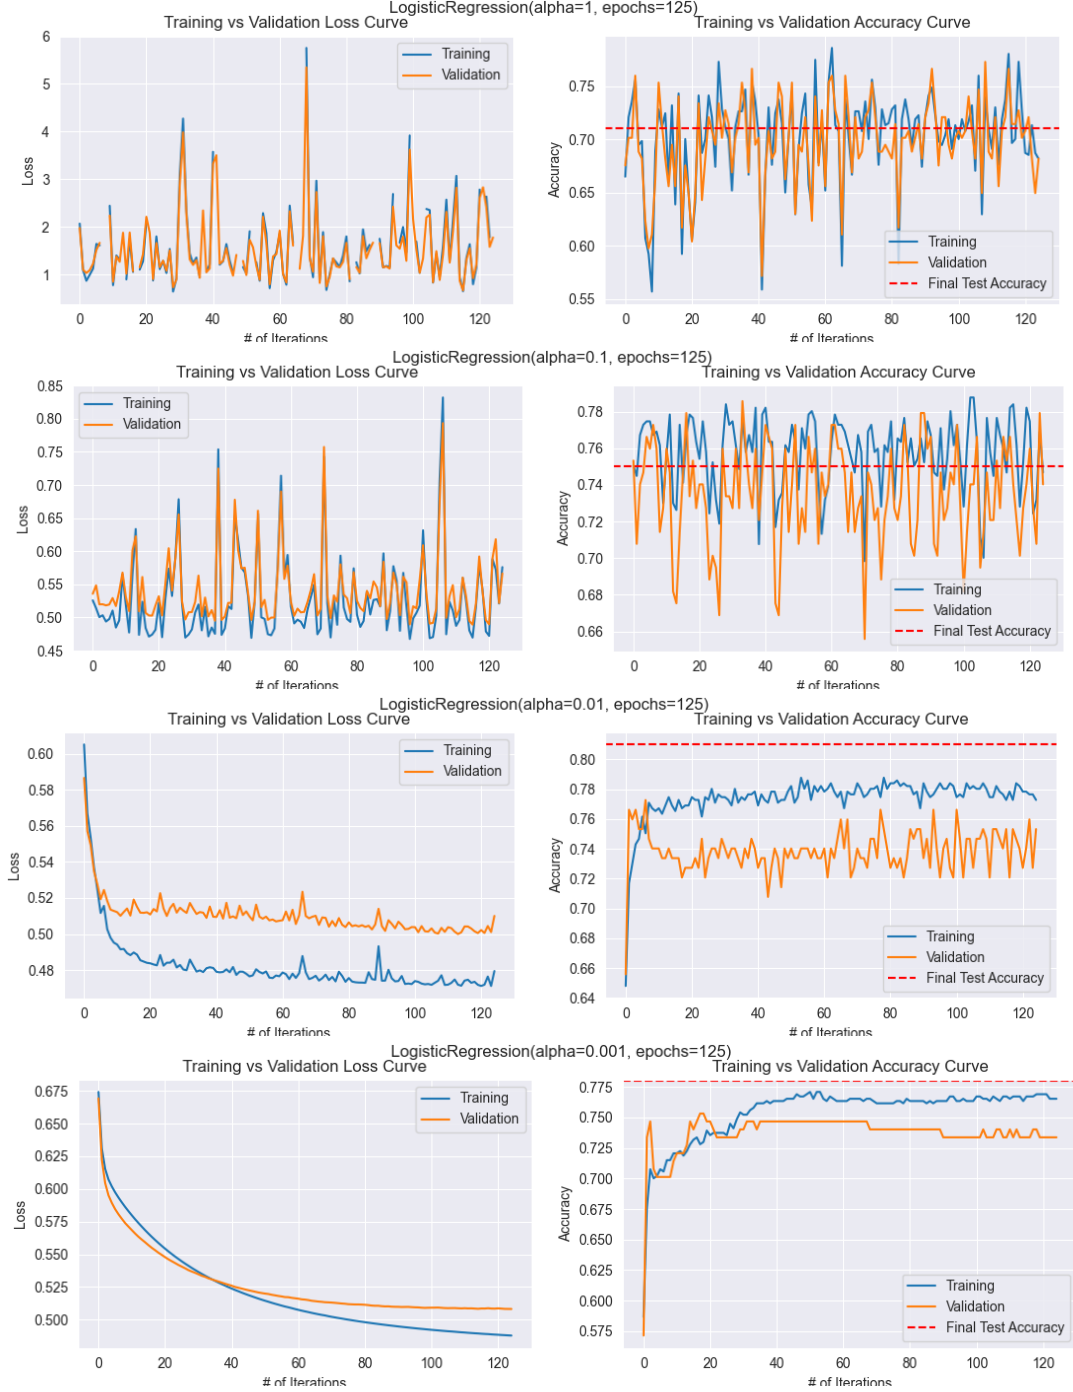 LogisticRegression(alpha=1, epochs=125)
Training vs Validation Loss Curve
Training vs Validation Accuracy Curve
6
5
4
3
2
1
Loss
Training
Validation
0 20 40 60 80 100 120
# of Iterations
0.75
0.70
0.65
0.60
0.55
Accuracy
Training
Validation
Final Test Accuracy
0 20 40 60 80 100 120
# of Iterations
LogisticRegression(alpha=0.1, epochs=125)
Training vs Validation Loss Curve
Training vs Validation Accuracy Curve
0.85
0.80
0.75
0.70
0.65
0.60
0.55
0.50
0.45
Loss
Training
Validation
0 20 40 60 80 100 120
# of Iterations
0.78
0.76
0.74
0.72
0.70
0.68
0.66
Accuracy
Training
Validation
Final Test Accuracy
0 20 40 60 80 100 120
# of Iterations
LogisticRegression(alpha=0.01, epochs=125)
Training vs Validation Loss Curve
Training vs Validation Accuracy Curve
0.60
0.58
0.56
0.54
0.52
0.50
0.48
Loss
Training
Validation
0 20 40 60 80 100 120
# of Iterations
0.80
0.78
0.76
0.74
0.72
0.70
0.68
0.66
0.64
Accuracy
Training
Validation
Final Test Accuracy
0 20 40 60 80 100 120
# of Iterations
LogisticRegression(alpha=0.001, epochs=125)
Training vs Validation Loss Curve
Training vs Validation Accuracy Curve
0.675
0.650
0.625
0.600
0.575
0.550
0.525
0.500
Loss
Training
Validation
0 20 40 60 80 100 120
# of Iterations
0.775
0.750
0.725
0.700
0.675
0.650
0.625
0.600
0.575
Accuracy
Training
Validation
Final Test Accuracy
0 20 40 60 80 100 120
# of Iterations